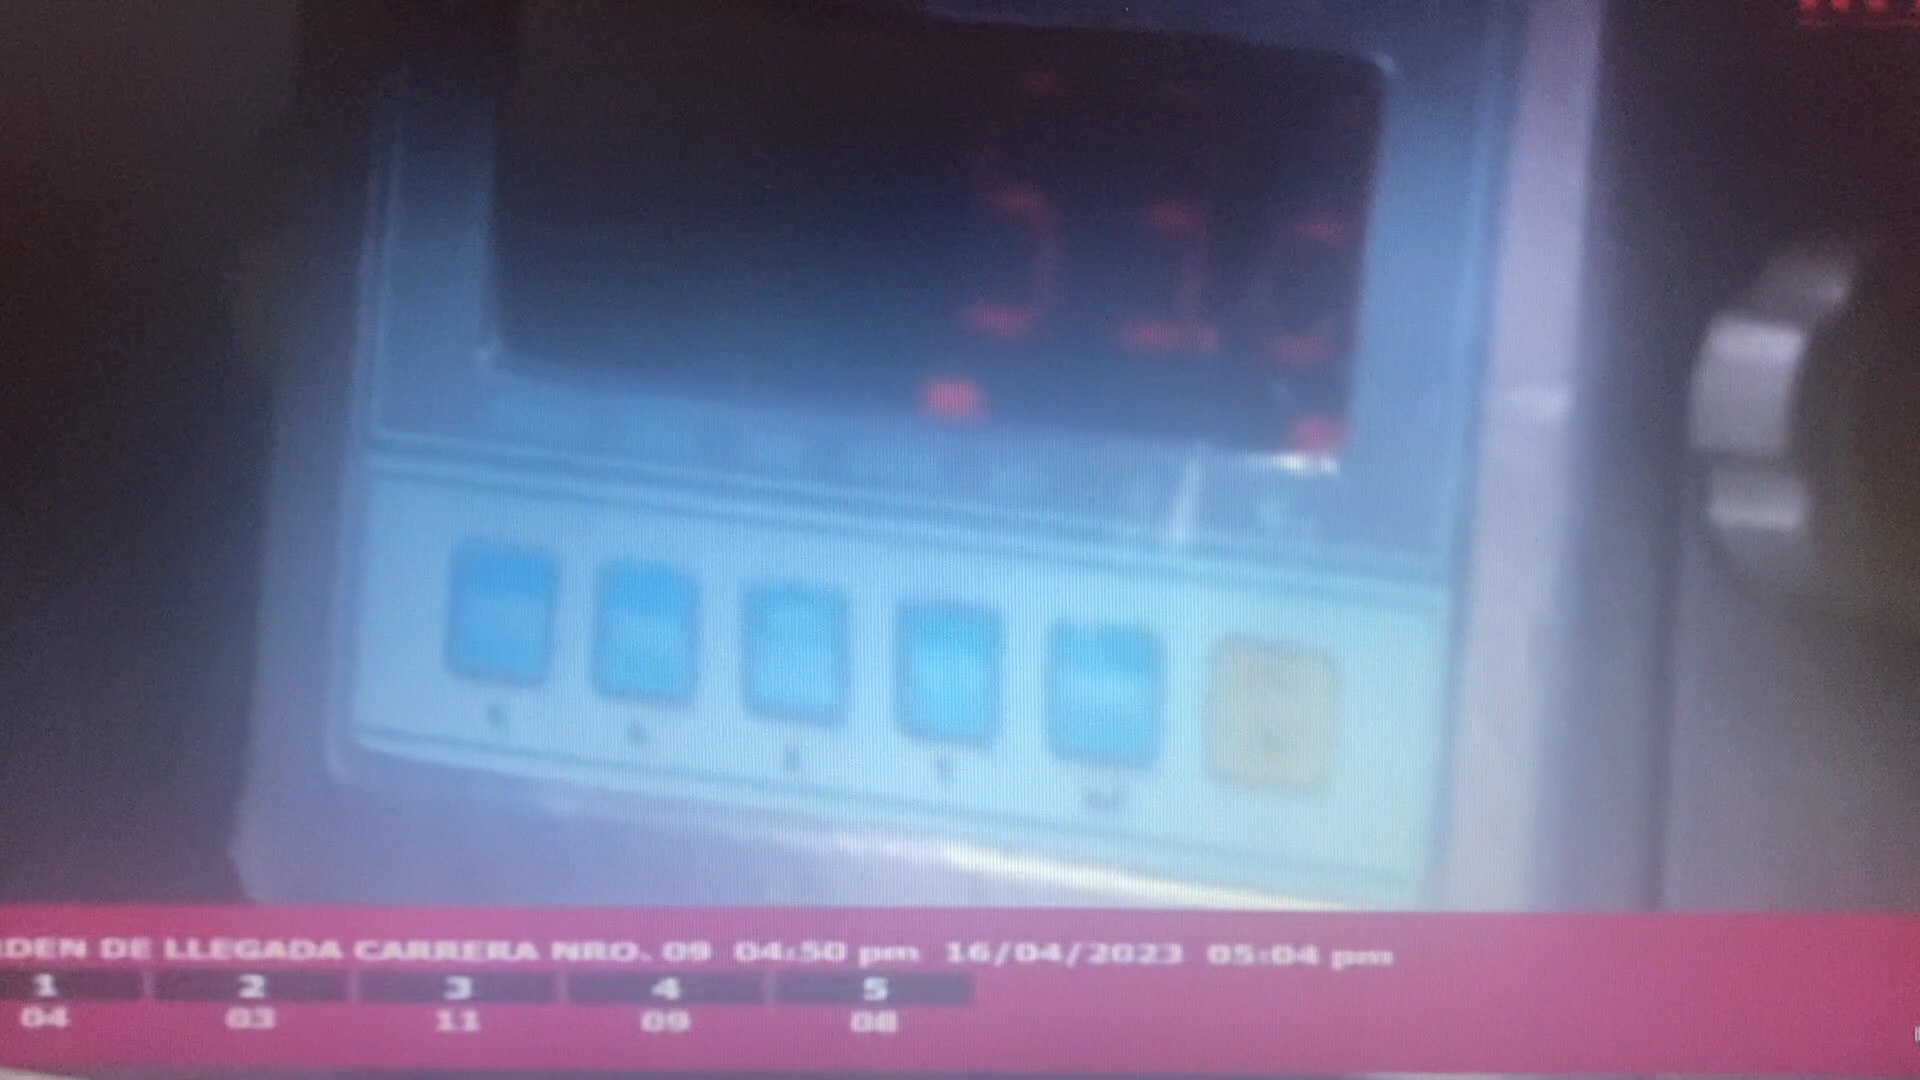 RDEN DE LLEGADA CARRERA NRO. 09 04:50 pm 16/04/2023 05:04 pm
1 2 3 4 5
04 03 11 09 08